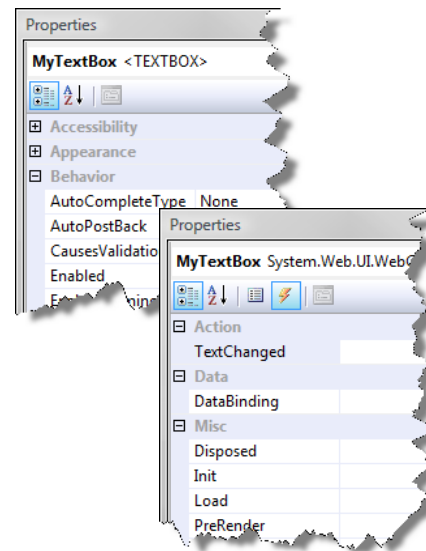 Properties
MyTextBox <TEXTBOX>
Accessibility
Appearance
Behavior
AutoCompleteType None
AutoPostBack
CausesValidatio
Enabled
Properties
MyTextBox System.Web.UI.WebC
Action
TextChanged
Data
DataBinding
Misc
Disposed
Init
Load
PreRender